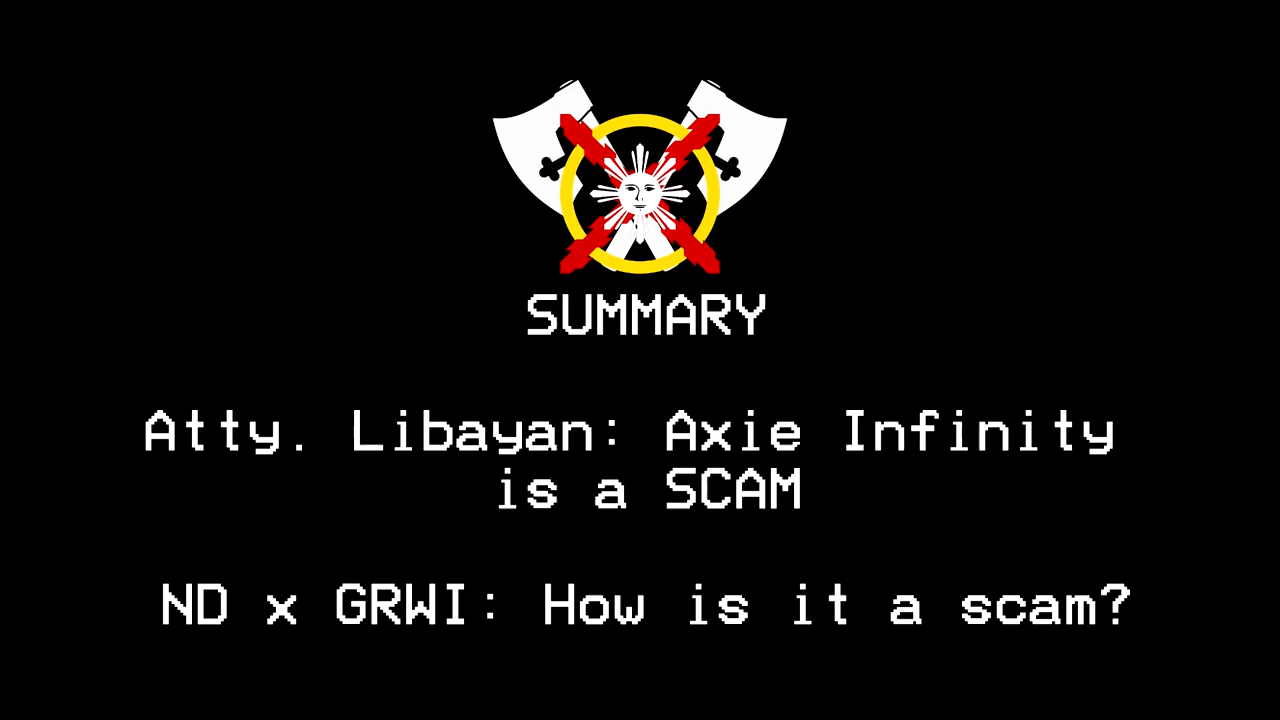 SUMMARY
Atty. Libayan: Axie Infinity
is a SCAM
ND x GRWI: How is it a scam?